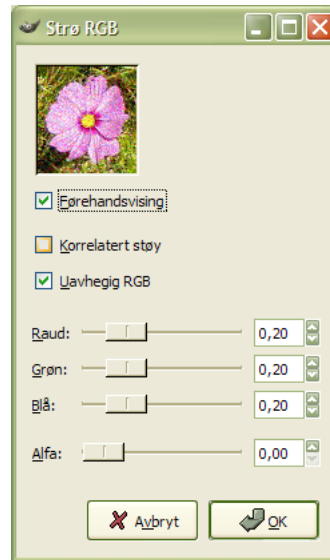 Strø RGB
Førehandsvising
Korrelatert støy
Uavhegig RGB
Raud: 0,20
Grøn: 0,20
Blå: 0,20
Alfa: 0,00
Avbryt OK